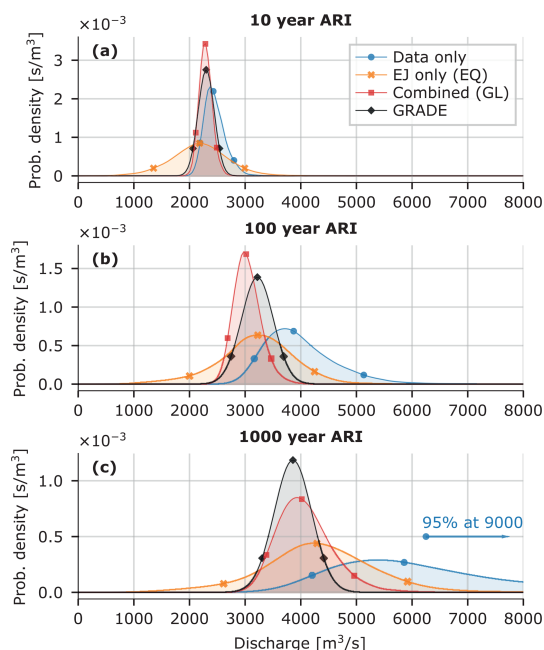 10 year ARI
×10⁻³
(a)
Data only
EJ only (EQ)
Combined (GL)
GRADE
Prob. density [s/m³]
3
2
1
0
0 1000 2000 3000 4000 5000 6000 7000 8000
100 year ARI
×10⁻³
(b)
Prob. density [s/m³]
1.5
1.0
0.5
0.0
0 1000 2000 3000 4000 5000 6000 7000 8000
1000 year ARI
×10⁻³
(c)
95% at 9000
Prob. density [s/m³]
1.0
0.5
0.0
0 1000 2000 3000 4000 5000 6000 7000 8000
Discharge [m³/s]